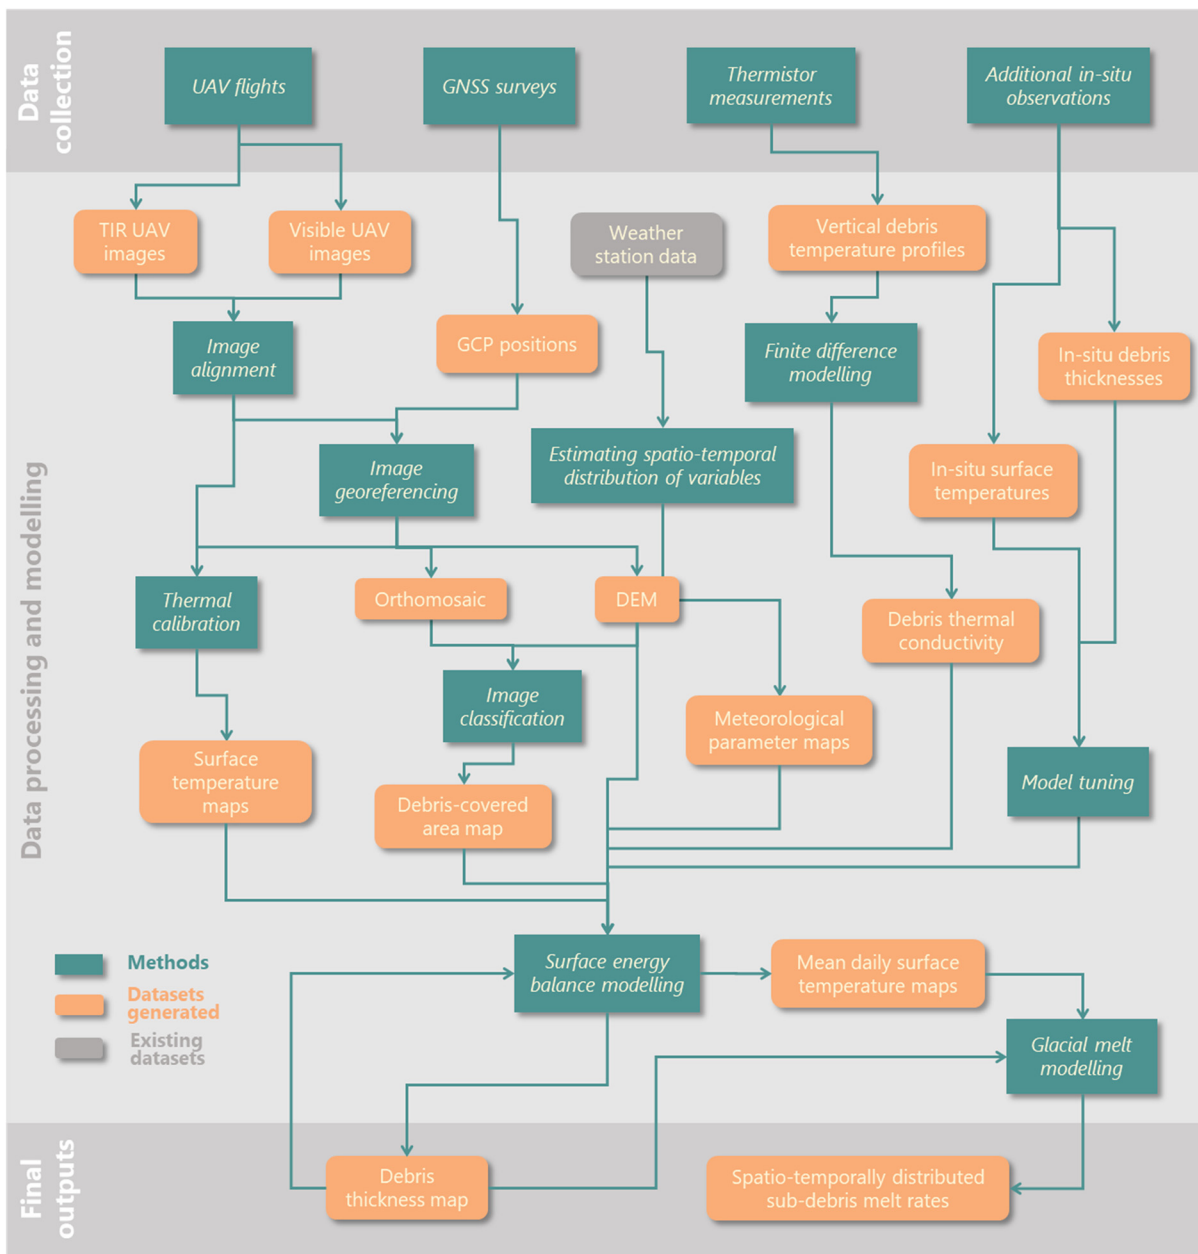 Data
collection
UAV flights
GNSS surveys
Thermistor
measurements
Additional in-situ
observations
Data processing and modelling
TIR UAV
images
Visible UAV
images
Weather
station data
Vertical debris
temperature profiles
Image
alignment
GCP positions
Finite difference
modelling
In-situ debris
thicknesses
Image
georeferencing
Estimating spatio-temporal
distribution of variables
In-situ surface
temperatures
Thermal
calibration
Orthomosaic
DEM
Debris thermal
conductivity
Image
classification
Meteorological
parameter maps
Surface
temperature
maps
Debris-covered
area map
Model tuning
Methods
Datasets
generated
Existing
datasets
Surface energy
balance modelling
Mean daily surface
temperature maps
Glacial melt
modelling
Final
outputs
Debris
thickness map
Spatio-temporally distributed
sub-debris melt rates